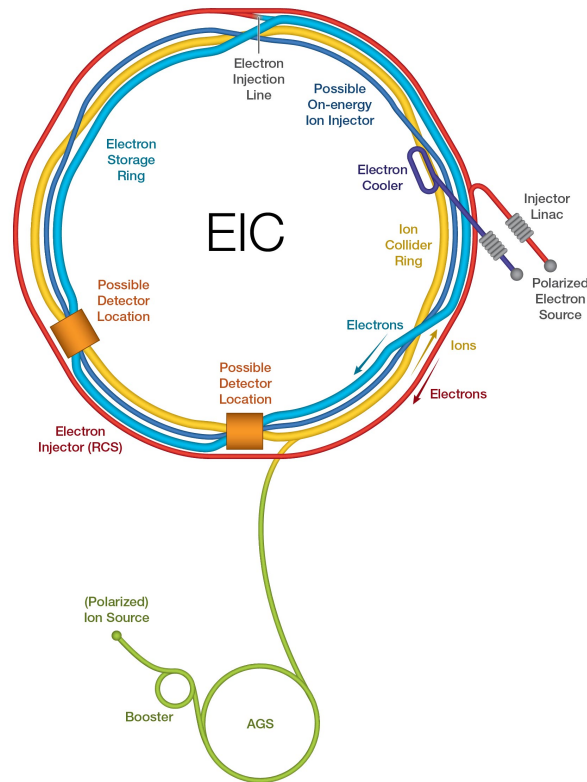 Electron
Injection
Line
Possible
On-energy
Ion Injector
Electron
Storage
Ring
Electron
Cooler
Injector
Linac
EIC
Ion
Collider
Ring
Polarized
Electron
Source
Possible
Detector
Location
Electrons
Ions
Possible
Detector
Location
Electrons
Electron
Injector (RCS)
(Polarized)
Ion Source
Booster
AGS